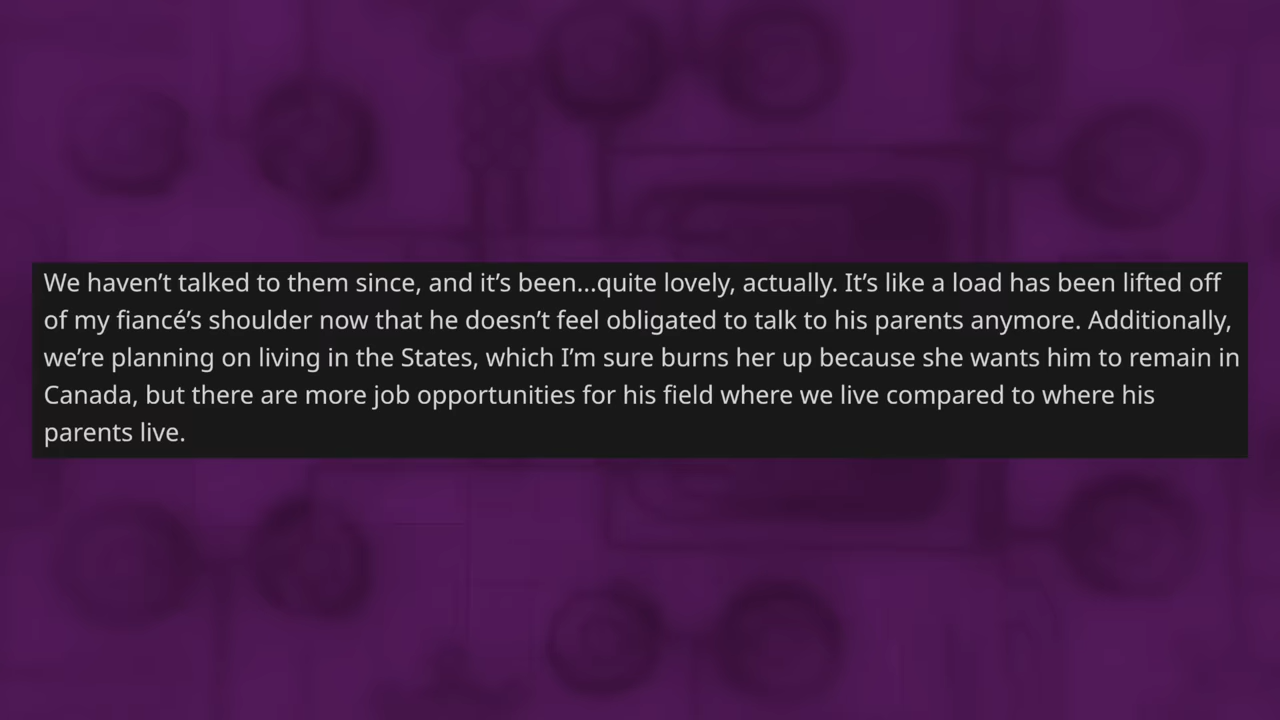 We haven’t talked to them since, and it’s been...quite lovely, actually. It’s like a load has been lifted off
of my fiancé’s shoulder now that he doesn’t feel obligated to talk to his parents anymore. Additionally,
we’re planning on living in the States, which I’m sure burns her up because she wants him to remain in
Canada, but there are more job opportunities for his field where we live compared to where his
parents live.